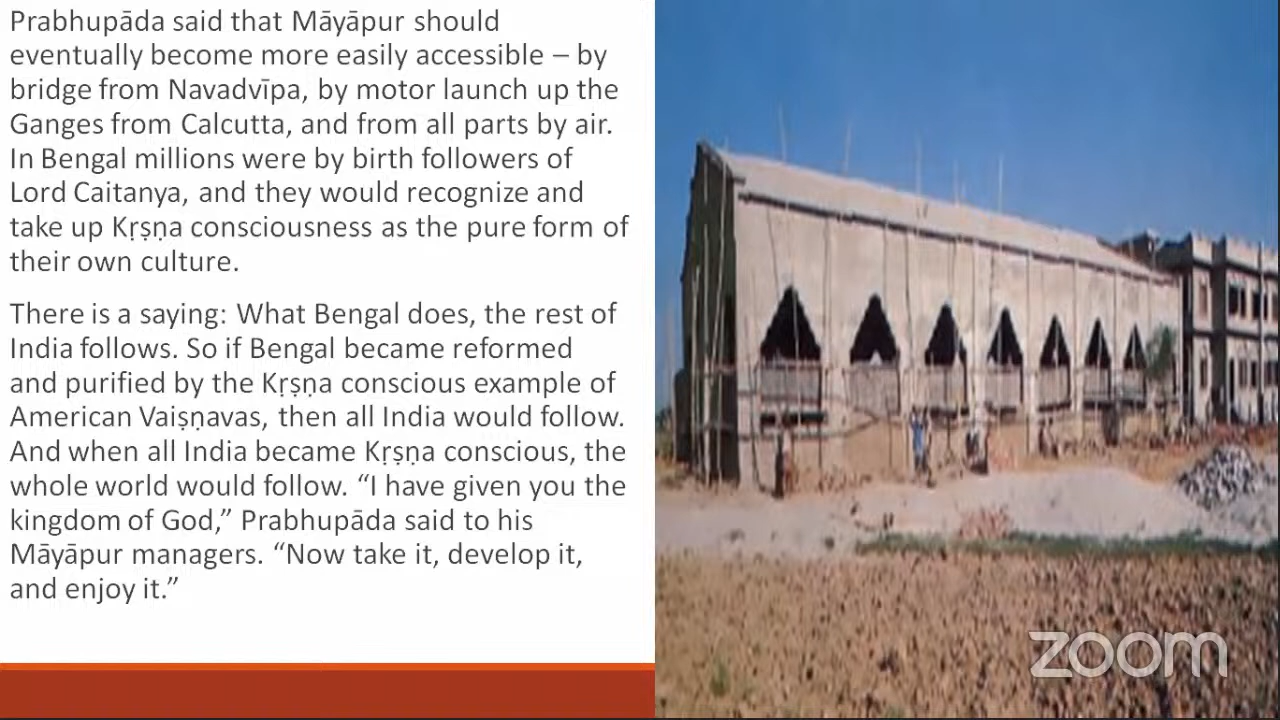 Prabhupāda said that Māyāpur should
eventually become more easily accessible – by
bridge from Navadvīpa, by motor launch up the
Ganges from Calcutta, and from all parts by air.
In Bengal millions were by birth followers of
Lord Caitanya, and they would recognize and
take up Kṛṣṇa consciousness as the pure form of
their own culture.
There is a saying: What Bengal does, the rest of
India follows. So if Bengal became reformed
and purified by the Kṛṣṇa conscious example of
American Vaiṣṇavas, then all India would follow.
And when all India became Kṛṣṇa conscious, the
whole world would follow. “I have given you the
kingdom of God,” Prabhupāda said to his
Māyāpur managers. “Now take it, develop it,
and enjoy it.”
zoom